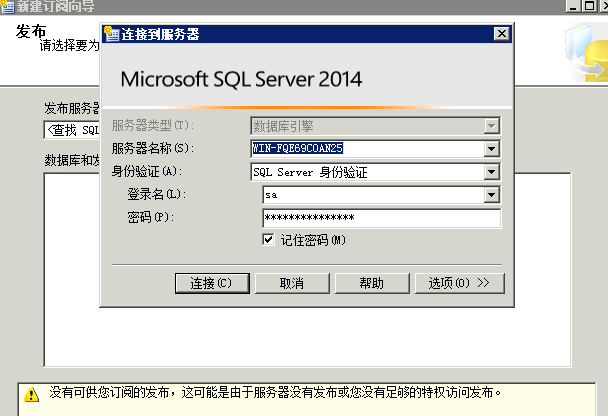 新建订阅向导
发布
请选择要为
连接到服务器
Microsoft SQL Server 2014
发布服务器
<查找 SQL
数据库和发
服务器类型(T):
数据库引擎
服务器名称(S):
WIN-FQE69COAN25
身份验证(A):
SQL Server 身份验证
登录名(L):
sa
密码(P):
***************
记住密码(M)
连接(C)
取消
帮助
选项(O) >>
没有可供您订阅的发布，这可能是由于服务器没有发布或您没有足够的特权访问发布。